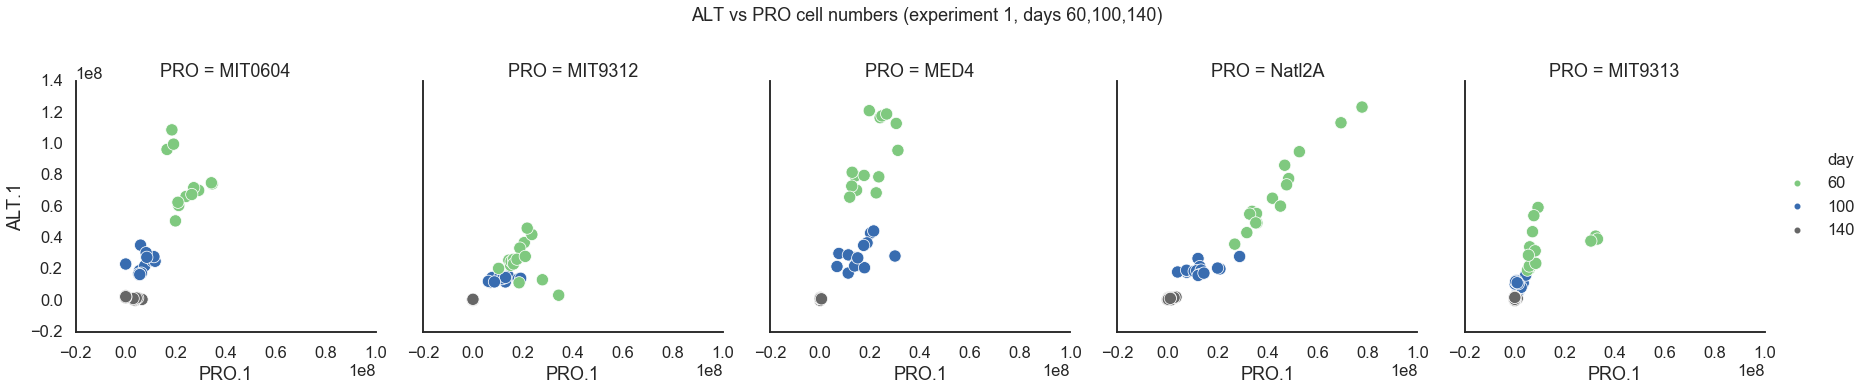 ALT vs PRO cell numbers (experiment 1, days 60,100,140)
1e8
PRO = MIT0604
PRO = MIT9312
PRO = MED4
PRO = Natl2A
PRO = MIT9313
1.4
1.2
1.0
0.8
0.6
0.4
0.2
0.0
−0.2
ALT.1
−0.2 0.0 0.2 0.4 0.6 0.8 1.0
PRO.1 1e8
−0.2 0.0 0.2 0.4 0.6 0.8 1.0
PRO.1 1e8
−0.2 0.0 0.2 0.4 0.6 0.8 1.0
PRO.1 1e8
−0.2 0.0 0.2 0.4 0.6 0.8 1.0
PRO.1 1e8
−0.2 0.0 0.2 0.4 0.6 0.8 1.0
PRO.1 1e8
day
60
100
140